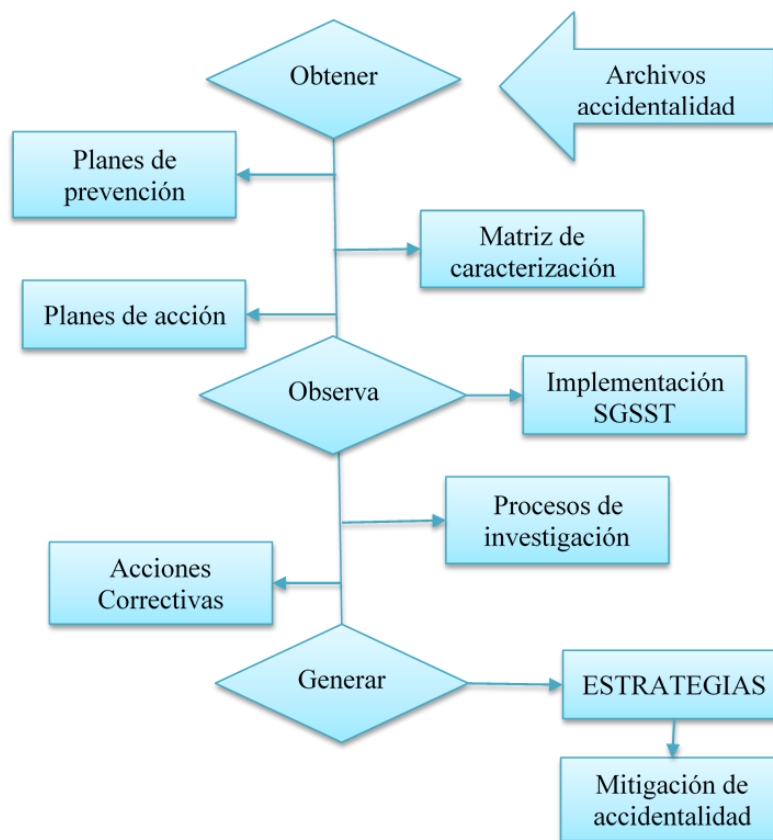 Obtener
Archivos
accidentalidad
Planes de
prevención
Matriz de
caracterización
Planes de acción
Observa
Implementación
SGSST
Procesos de
investigación
Acciones
Correctivas
Generar
ESTRATEGIAS
Mitigación de
accidentalidad